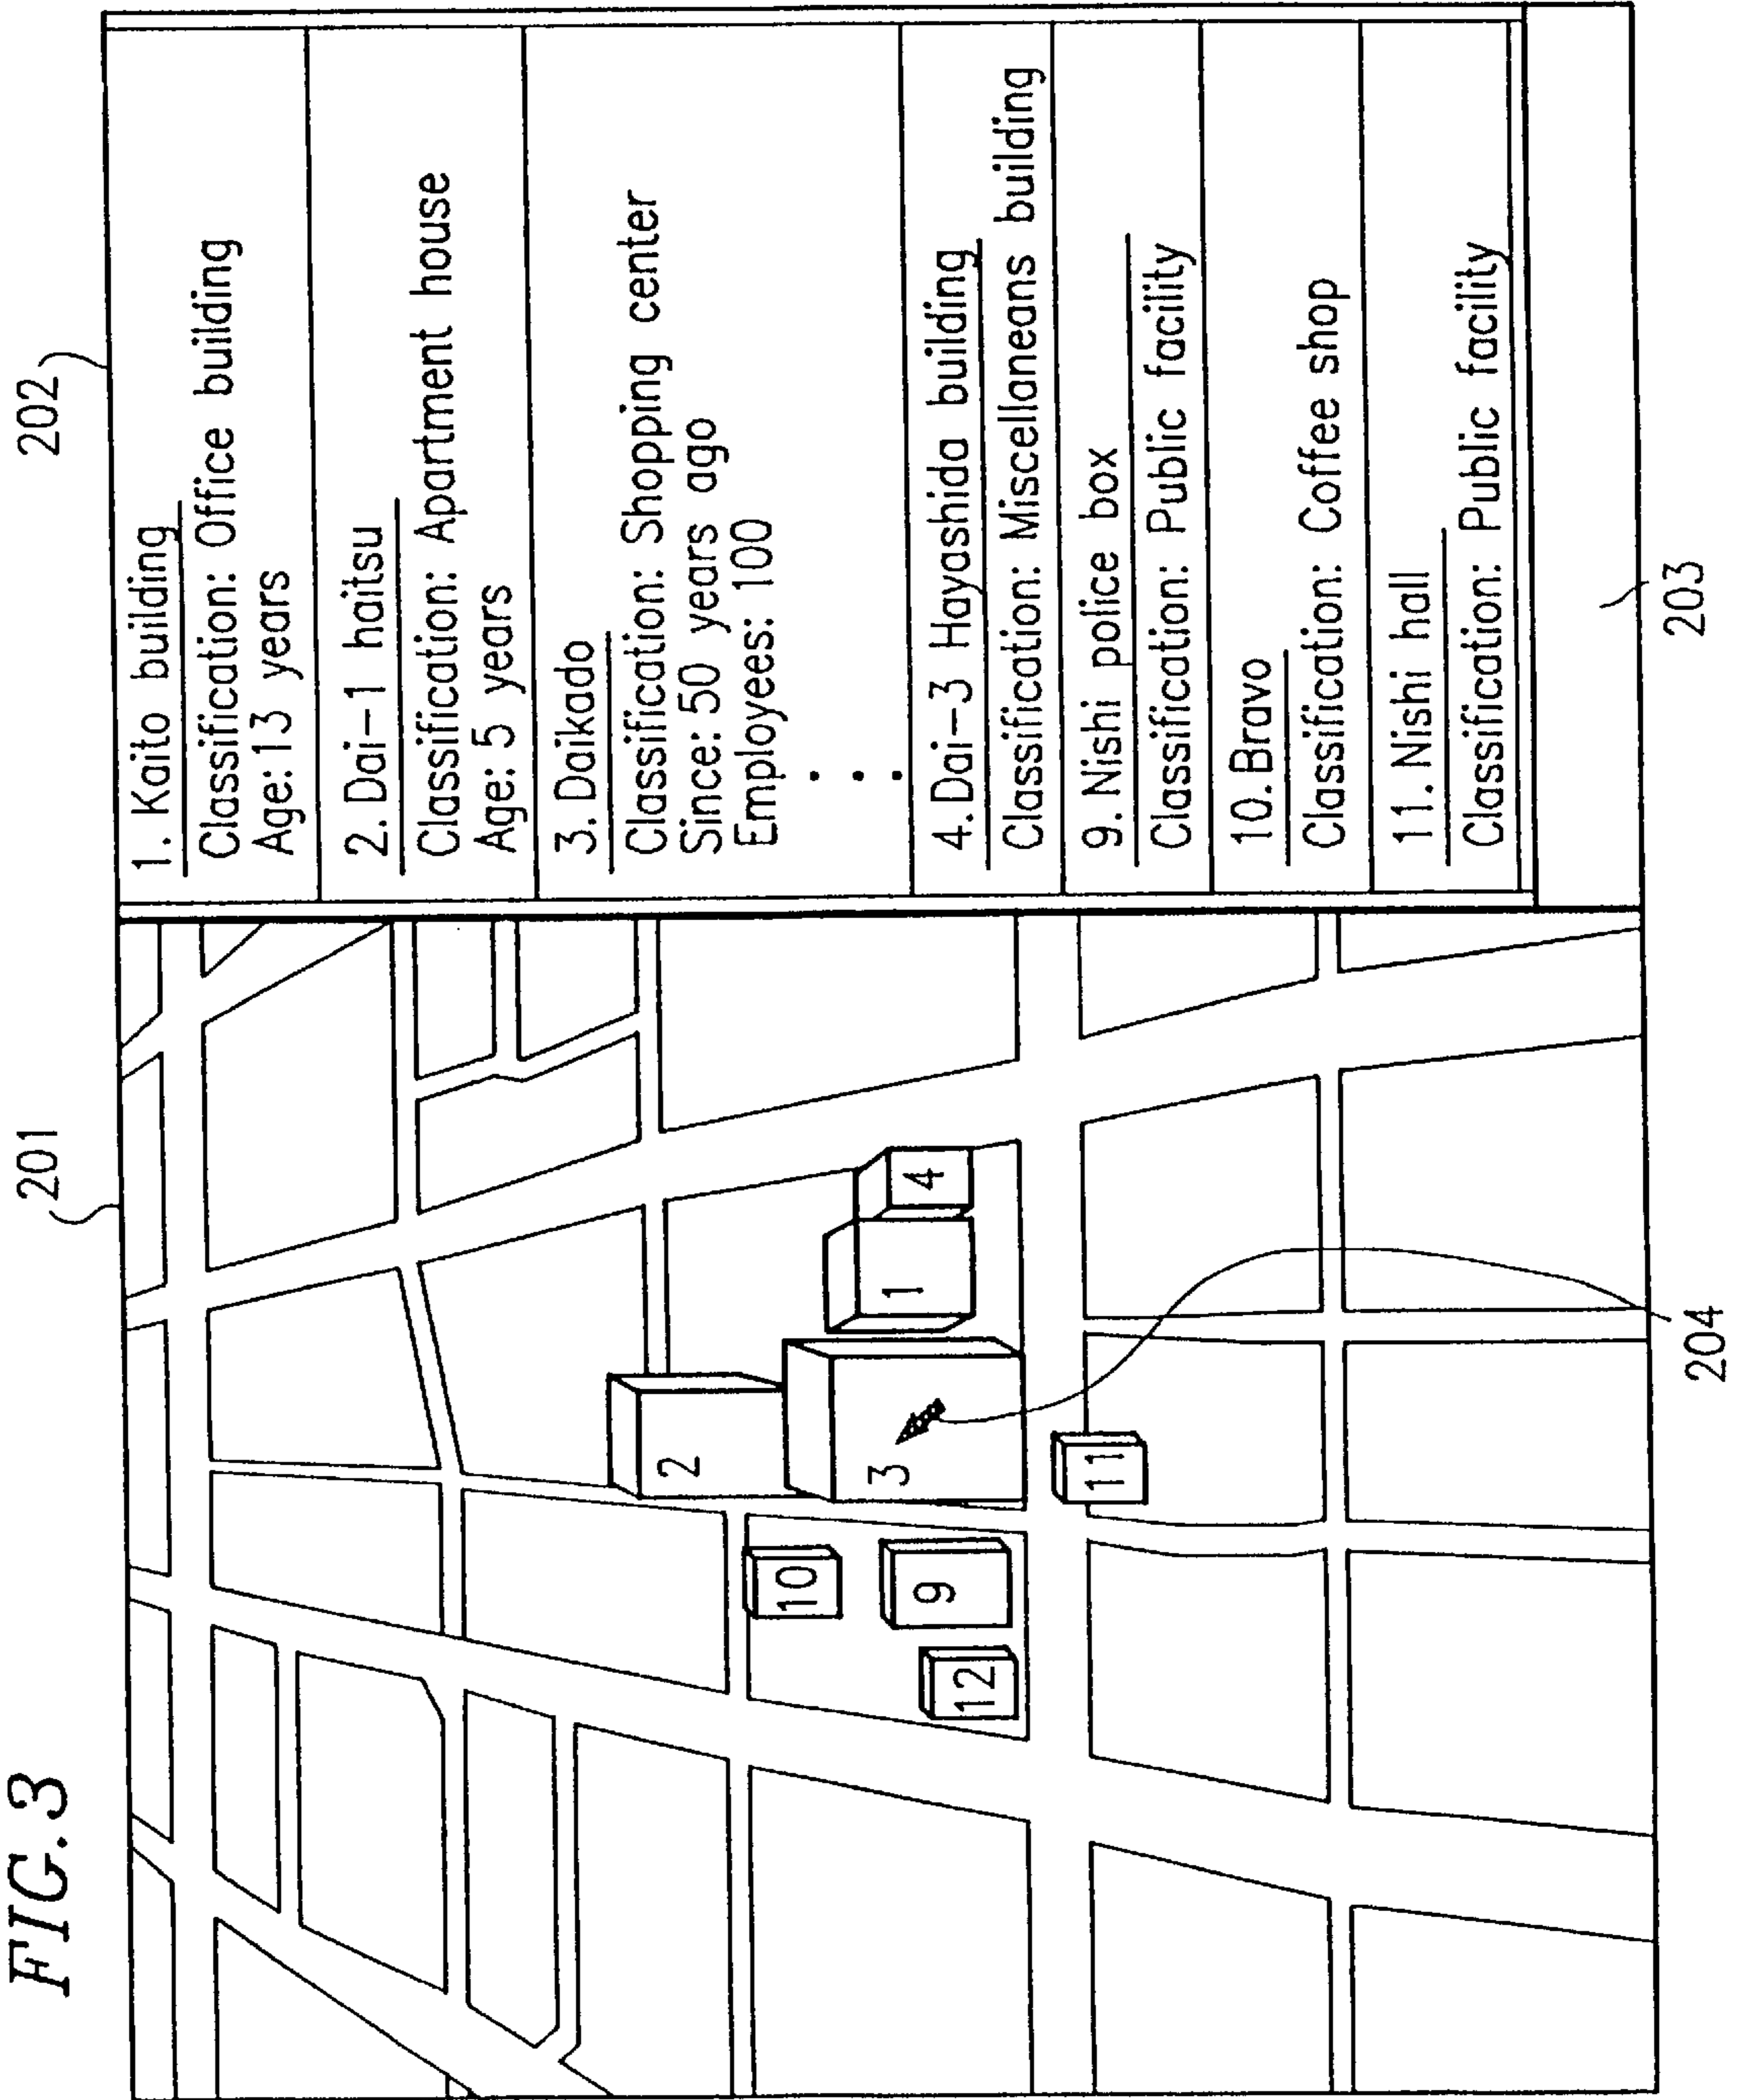 FIG.3
201
202
1. Kaito building
Classification: Office building
Age: 13 years
2. Dai-1 haitsu
Classification: Apartment house
Age: 5 years
3. Daikado
Classification: Shopping center
Since: 50 years ago
Employees: 100
4. Dai-3 Hayashida building
Classification: Miscellaneans building
9. Nishi police box
Classification: Public facility
10. Bravo
Classification: Coffee shop
11. Nishi hall
Classification: Public facility
2
10
3
1
4
9
12
11
204
203